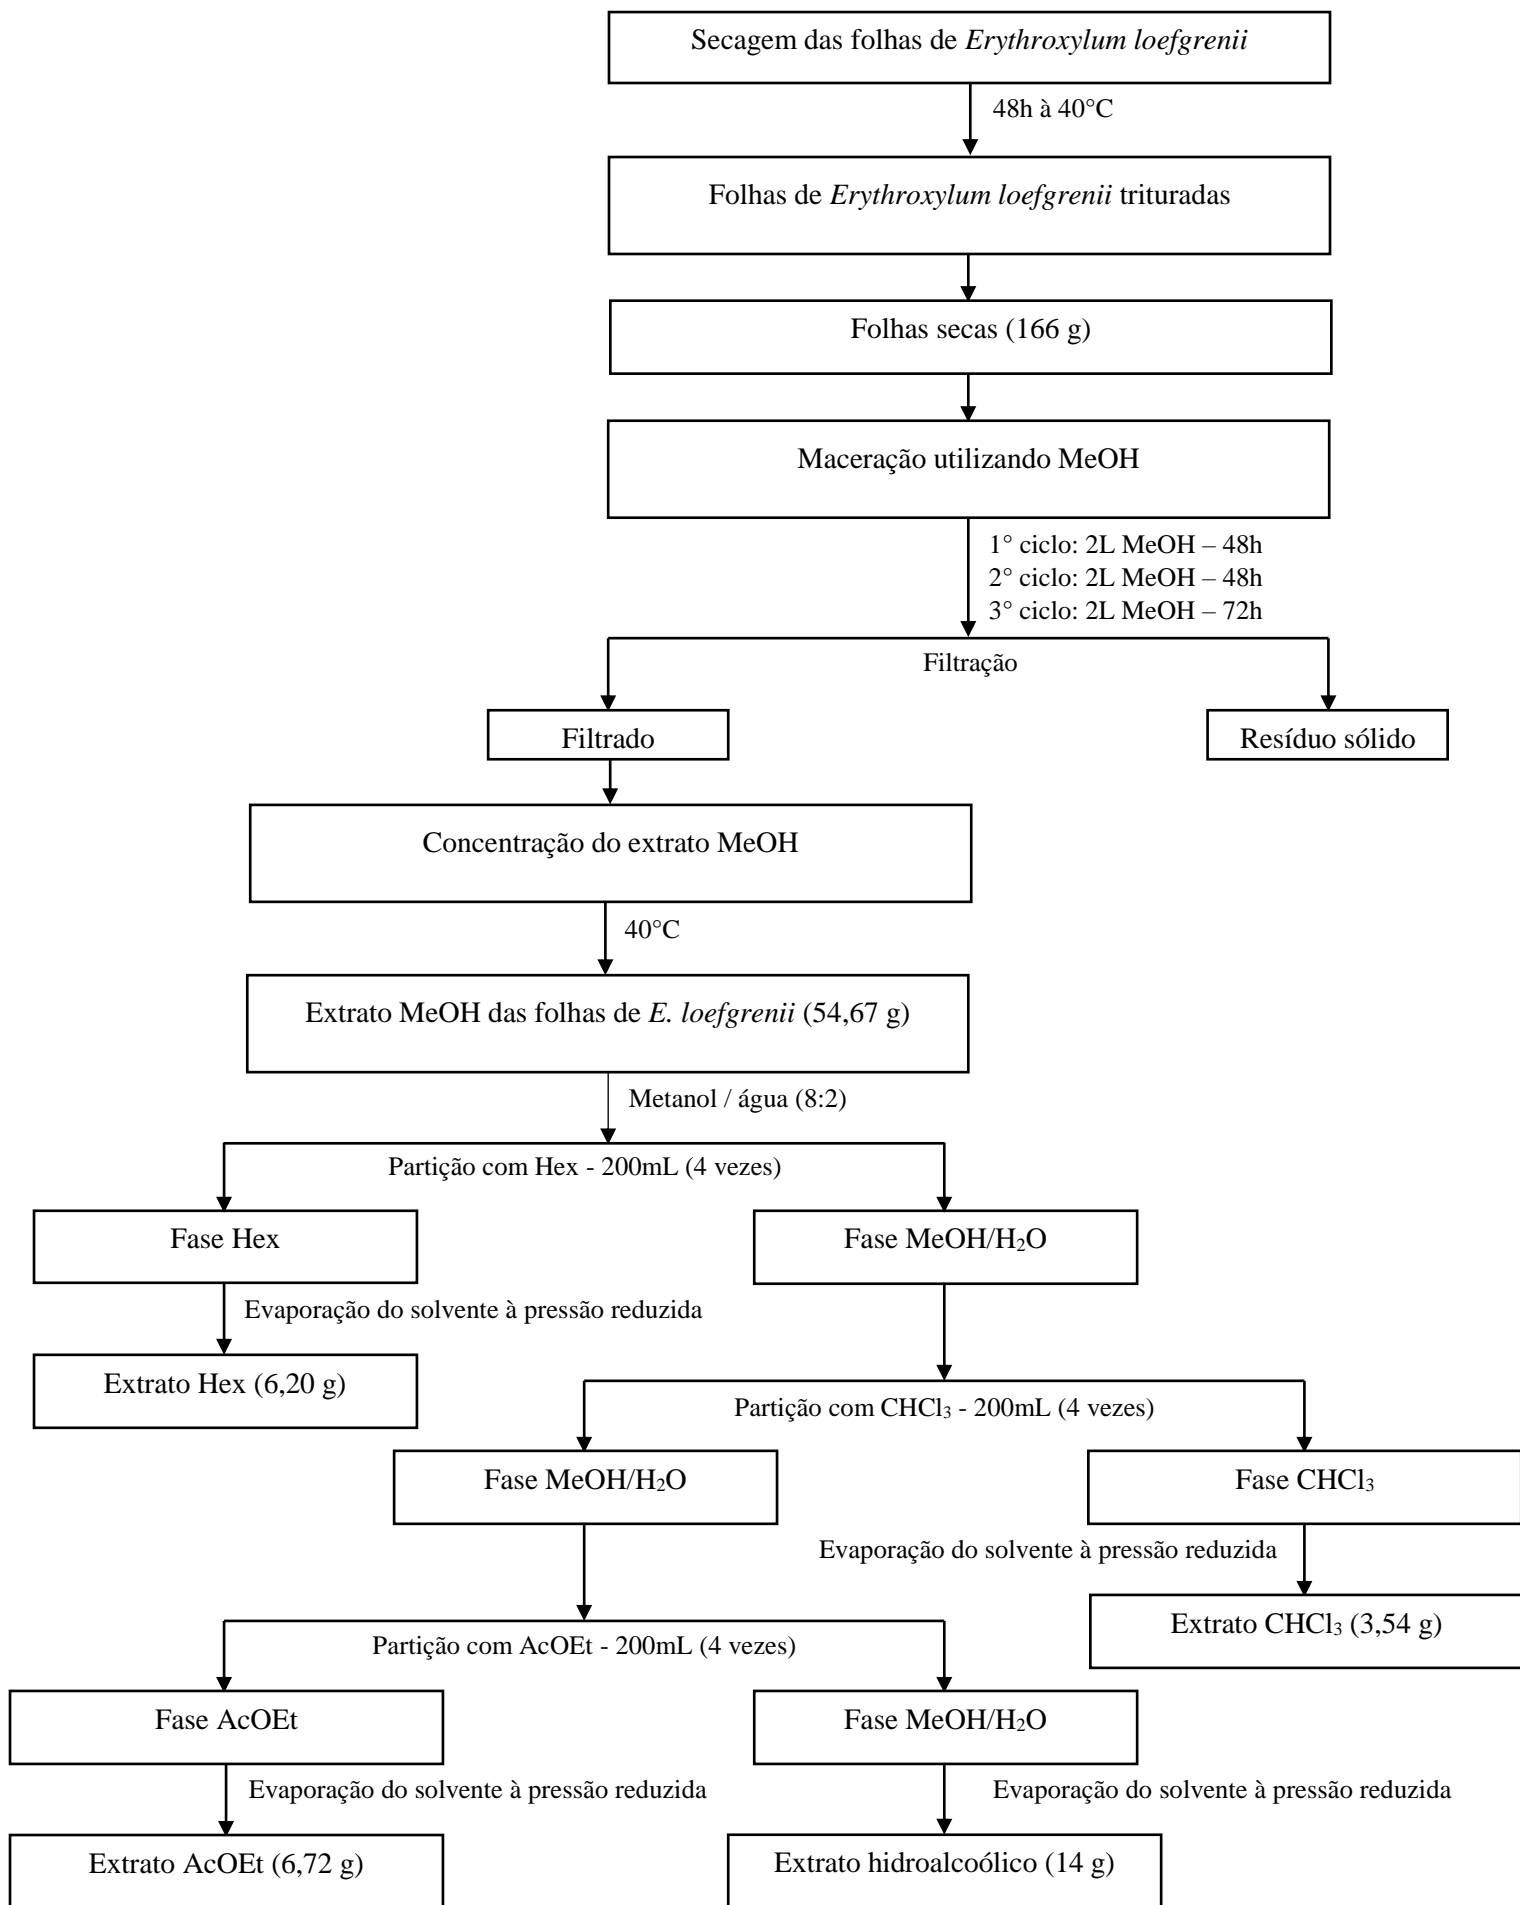 Secagem das folhas de Erythroxylum loefgrenii
48h à 40°C
Folhas de Erythroxylum loefgrenii trituradas
Folhas secas (166 g)
Maceração utilizando MeOH
1° ciclo: 2L MeOH – 48h
2° ciclo: 2L MeOH – 48h
3° ciclo: 2L MeOH – 72h
Filtração
Filtrado
Resíduo sólido
Concentração do extrato MeOH
40°C
Extrato MeOH das folhas de E. loefgrenii (54,67 g)
Metanol / água (8:2)
Partição com Hex - 200mL (4 vezes)
Fase Hex
Fase MeOH/H₂O
Evaporação do solvente à pressão reduzida
Extrato Hex (6,20 g)
Partição com CHCl₃ - 200mL (4 vezes)
Fase MeOH/H₂O
Fase CHCl₃
Evaporação do solvente à pressão reduzida
Extrato CHCl₃ (3,54 g)
Partição com AcOEt - 200mL (4 vezes)
Fase AcOEt
Fase MeOH/H₂O
Evaporação do solvente à pressão reduzida
Evaporação do solvente à pressão reduzida
Extrato AcOEt (6,72 g)
Extrato hidroalcoólico (14 g)